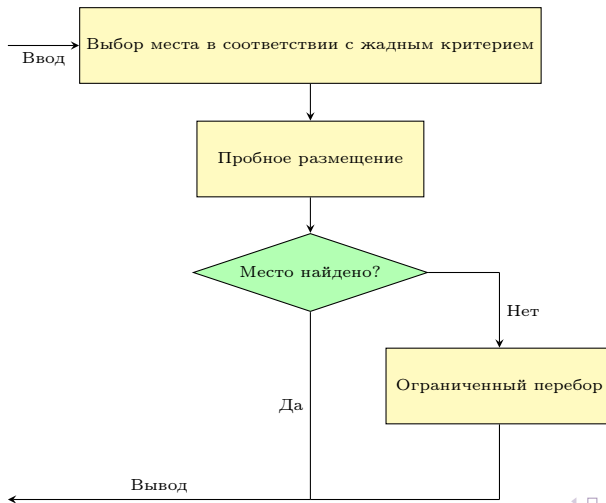 Выбор места в соответствии с жадным критерием
Ввод
Пробное размещение
Место найдено?
Нет
Ограниченный перебор
Да
Вывод